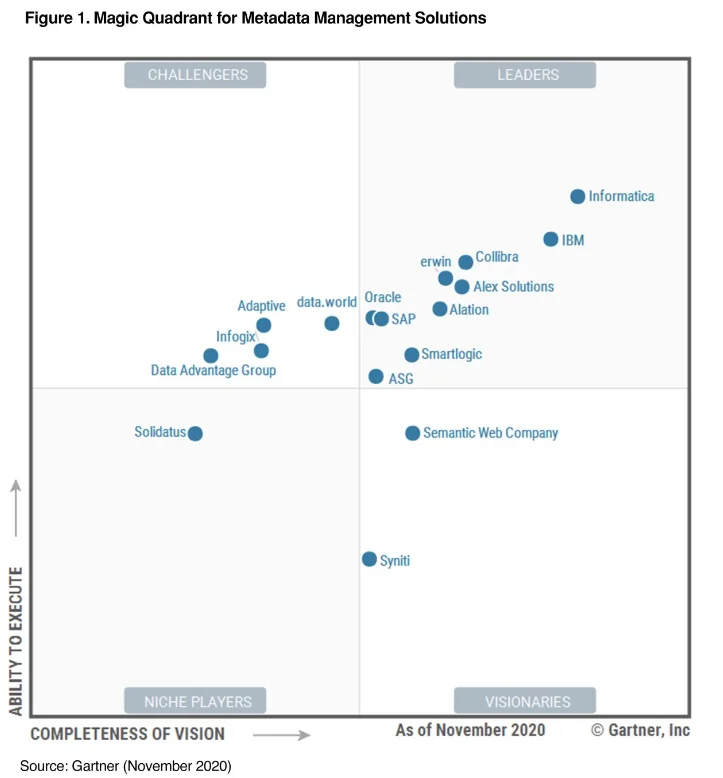 Figure 1. Magic Quadrant for Metadata Management Solutions
CHALLENGERS
LEADERS
Informatica
IBM
Collibra
erwin
Alex Solutions
Alation
Oracle
SAP
data.world
Adaptive
Infogix
Data Advantage Group
Smartlogic
ASG
Solidatus
Semantic Web Company
Syniti
NICHE PLAYERS
VISIONARIES
ABILITY TO EXECUTE
COMPLETENESS OF VISION
As of November 2020
© Gartner, Inc
Source: Gartner (November 2020)